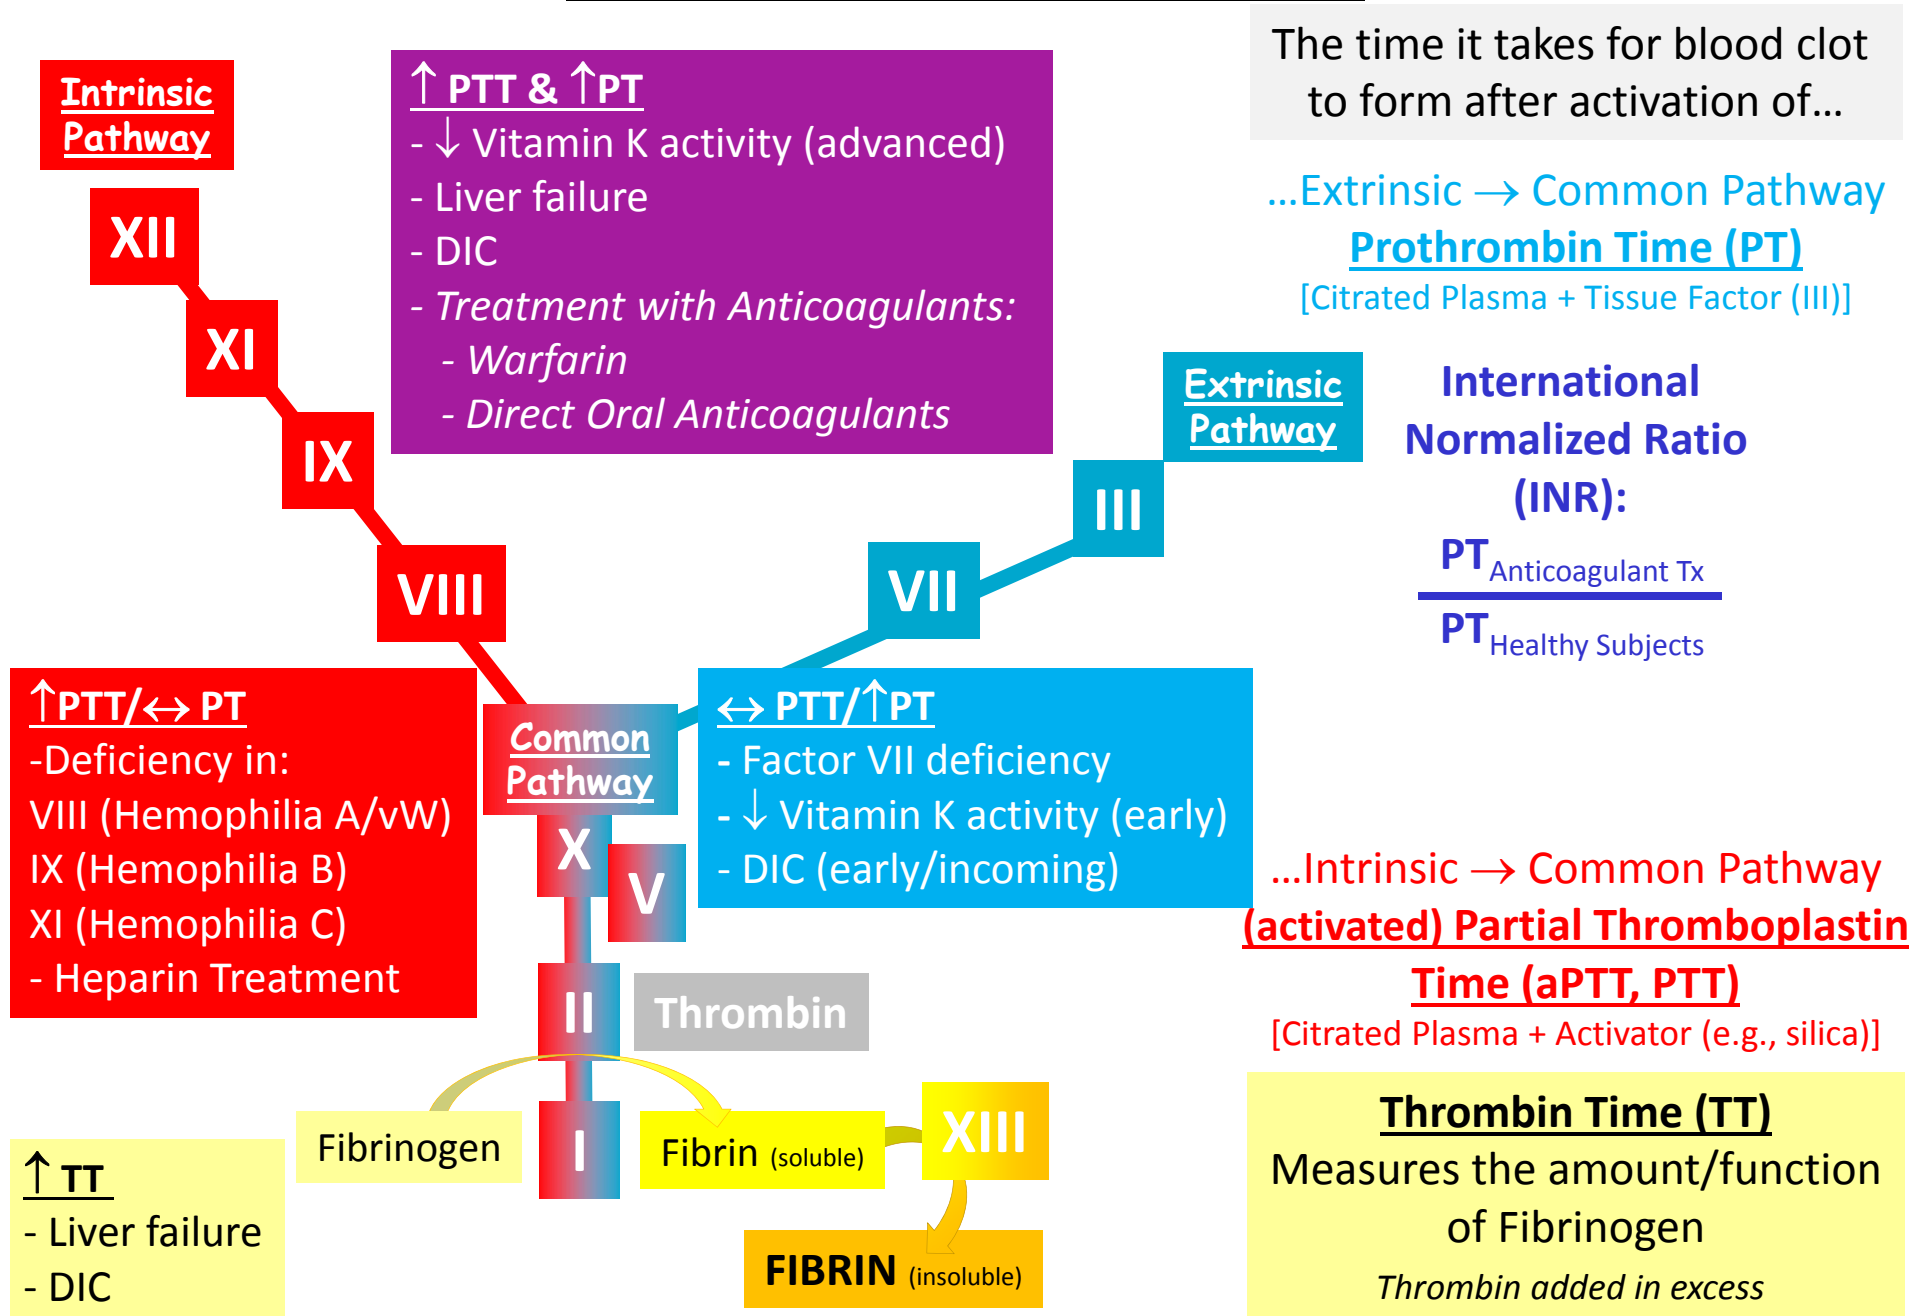 Intrinsic
Pathway
XII
XI
IX
VIII
↑ PTT & ↑PT
- ↓ Vitamin K activity (advanced)
- Liver failure
- DIC
- Treatment with Anticoagulants:
- Warfarin
- Direct Oral Anticoagulants
The time it takes for blood clot
to form after activation of...
...Extrinsic → Common Pathway
Prothrombin Time (PT)
[Citrated Plasma + Tissue Factor (III)]
Extrinsic
Pathway
III
VII
International
Normalized Ratio
(INR):
PT Anticoagulant Tx
PT Healthy Subjects
↑PTT/↔ PT
-Deficiency in:
VIII (Hemophilia A/vW)
IX (Hemophilia B)
XI (Hemophilia C)
- Heparin Treatment
Common
Pathway
X
V
II
Thrombin
I
↔ PTT/↑PT
- Factor VII deficiency
- ↓ Vitamin K activity (early)
- DIC (early/incoming)
...Intrinsic → Common Pathway
(activated) Partial Thromboplastin
Time (aPTT, PTT)
[Citrated Plasma + Activator (e.g., silica)]
Fibrinogen
Fibrin (soluble)
XIII
FIBRIN (insoluble)
↑ TT
- Liver failure
- DIC
Thrombin Time (TT)
Measures the amount/function
of Fibrinogen
Thrombin added in excess